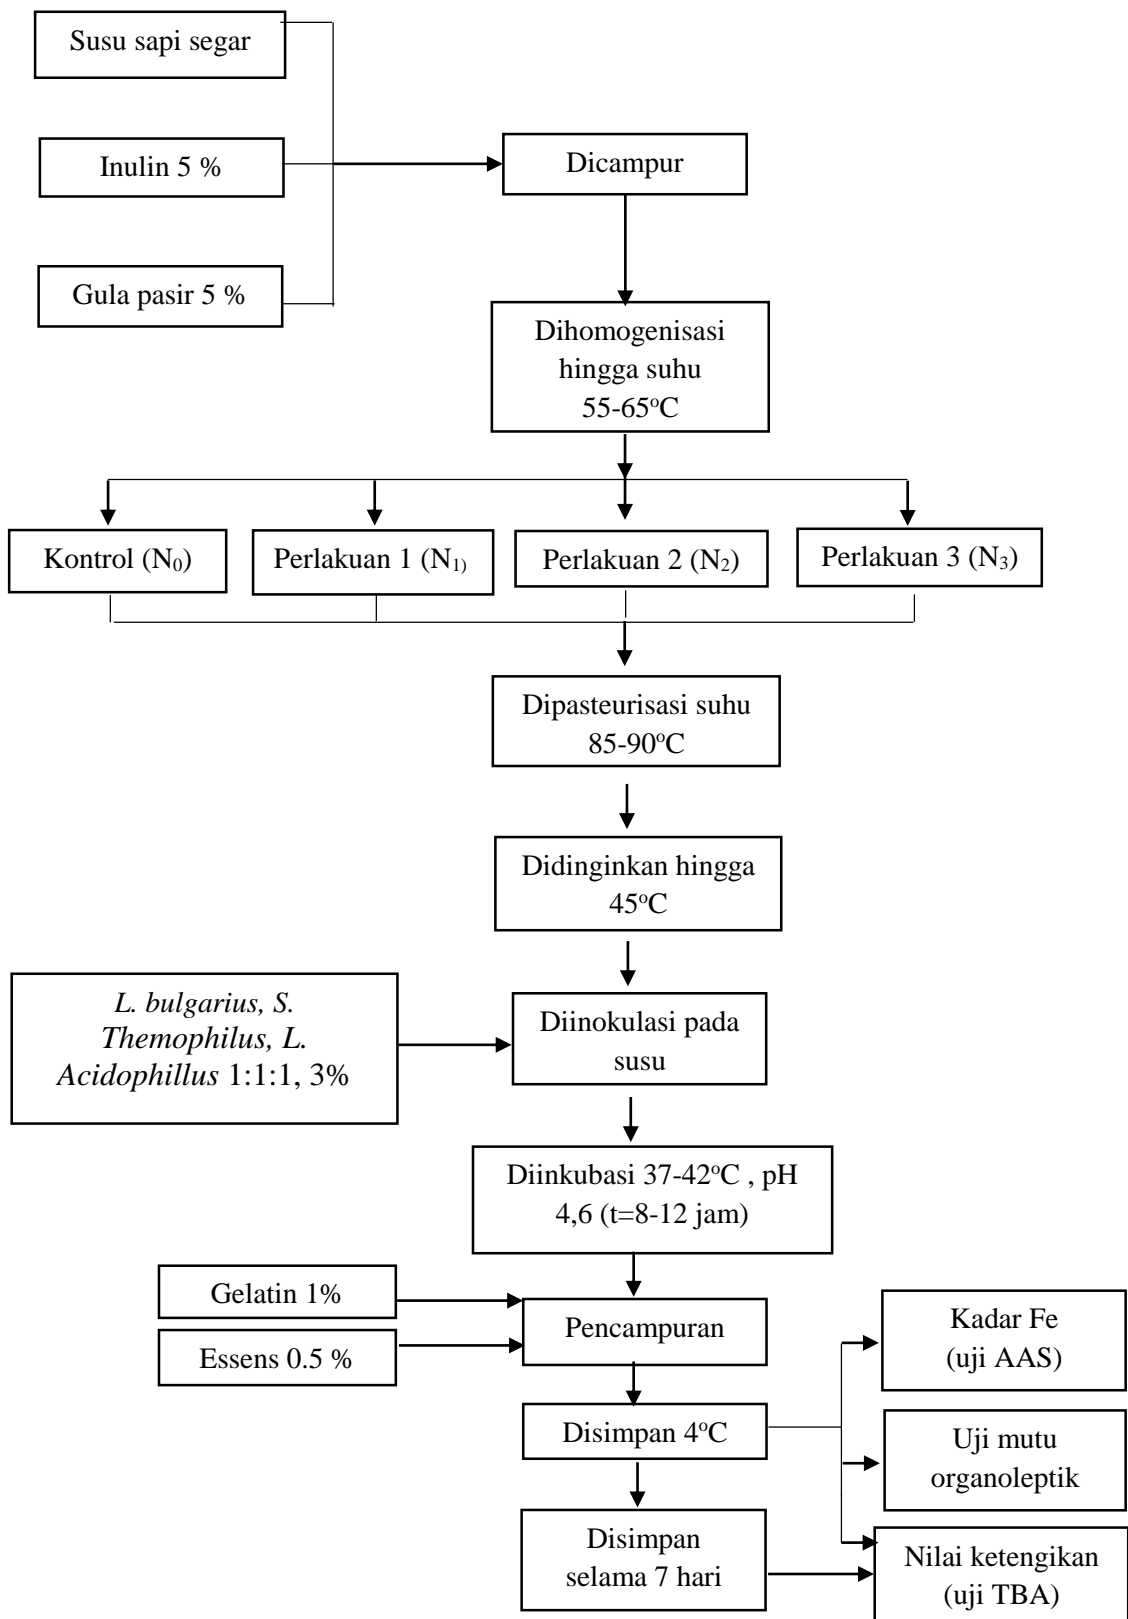 Susu sapi segar
Inulin 5 %
Dicampur
Gula pasir 5 %
Dihomogenisasi
hingga suhu
55-65°C
Kontrol (N₀)
Perlakuan 1 (N₁₎
Perlakuan 2 (N₂)
Perlakuan 3 (N₃)
Dipasteurisasi suhu
85-90°C
Didinginkan hingga
45°C
L. bulgarius, S.
Themophilus, L.
Acidophillus 1:1:1, 3%
Diinokulasi pada
susu
Diinkubasi 37-42°C , pH
4,6 (t=8-12 jam)
Gelatin 1%
Essens 0.5 %
Pencampuran
Kadar Fe
(uji AAS)
Disimpan 4°C
Uji mutu
organoleptik
Disimpan
selama 7 hari
Nilai ketengikan
(uji TBA)